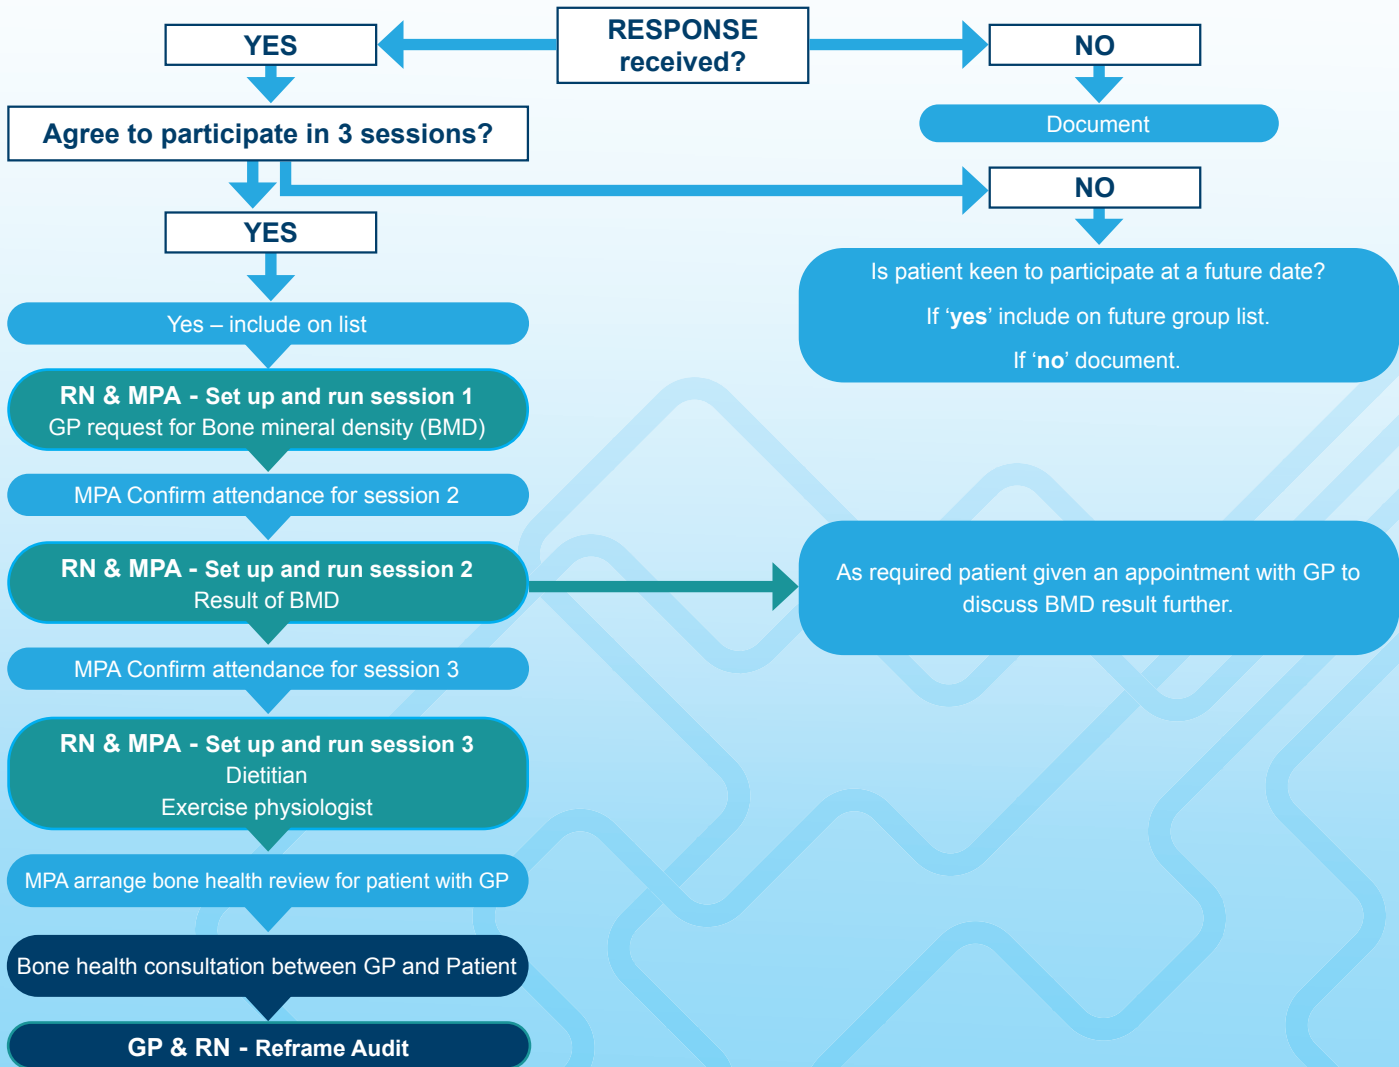 RESPONSE
received?
YES
NO
Document
Agree to participate in 3 sessions?
NO
YES
Is patient keen to participate at a future date?
If ‘yes’ include on future group list.
If ‘no’ document.
Yes – include on list
RN & MPA - Set up and run session 1
GP request for Bone mineral density (BMD)
MPA Confirm attendance for session 2
RN & MPA - Set up and run session 2
Result of BMD
As required patient given an appointment with GP to
discuss BMD result further.
MPA Confirm attendance for session 3
RN & MPA - Set up and run session 3
Dietitian
Exercise physiologist
MPA arrange bone health review for patient with GP
Bone health consultation between GP and Patient
GP & RN - Reframe Audit